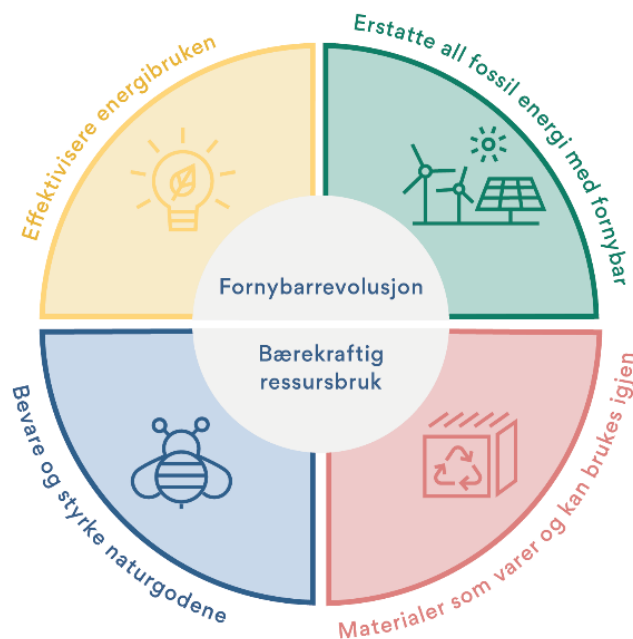 Effektivisere energibruken
Erstatte all fossil energi med fornybar
Fornybarrevolusjon
Bærekraftig
ressursbruk
Bevare og styrke naturgodene
Materialer som varer og kan brukes igjen